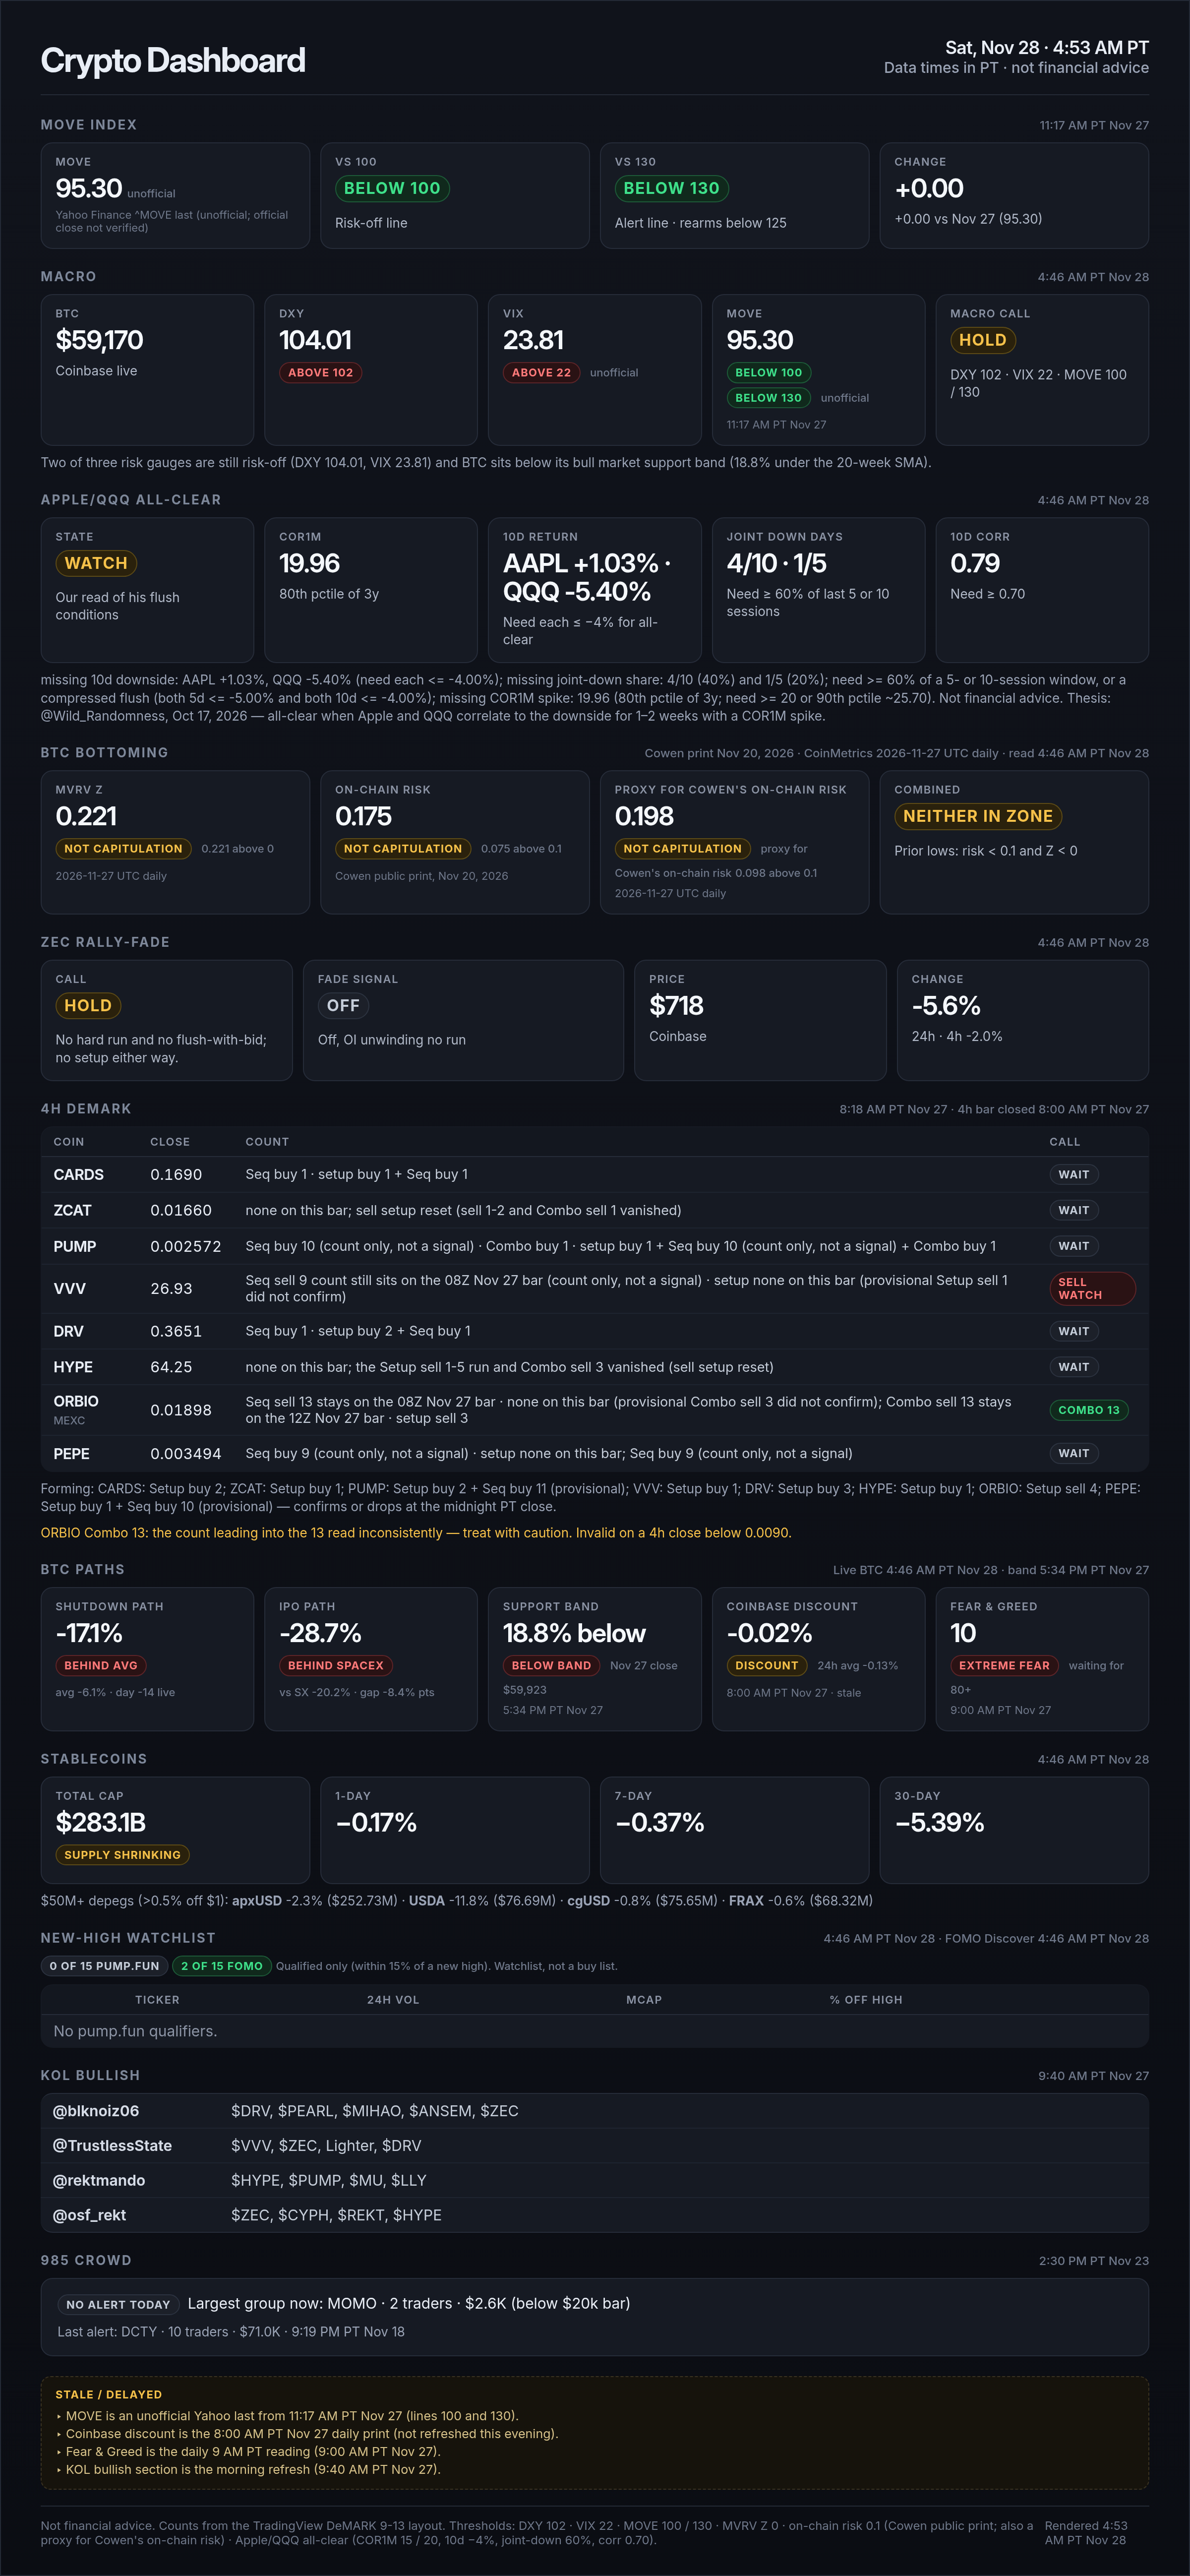 Crypto Dashboard
Sat, Nov 28 · 4:53 AM PT
Data times in PT · not financial advice
MOVE INDEX
11:17 AM PT Nov 27
MOVE
95.30 unofficial
Yahoo Finance ^MOVE last (unofficial; official
close not verified)
VS 100
BELOW 100
Risk-off line
VS 130
BELOW 130
Alert line · rearms below 125
CHANGE
+0.00
+0.00 vs Nov 27 (95.30)
MACRO
4:46 AM PT Nov 28
BTC
$59,170
Coinbase live
DXY
104.01
ABOVE 102
VIX
23.81
ABOVE 22 unofficial
MOVE
95.30
BELOW 100
BELOW 130 unofficial
11:17 AM PT Nov 27
MACRO CALL
HOLD
DXY 102 · VIX 22 · MOVE 100
/ 130
Two of three risk gauges are still risk-off (DXY 104.01, VIX 23.81) and BTC sits below its bull market support band (18.8% under the 20-week SMA).
APPLE/QQQ ALL-CLEAR
4:46 AM PT Nov 28
STATE
WATCH
Our read of his flush
conditions
COR1M
19.96
80th pctile of 3y
10D RETURN
AAPL +1.03% ·
QQQ -5.40%
Need each ≤ −4% for all-
clear
JOINT DOWN DAYS
4/10 · 1/5
Need ≥ 60% of last 5 or 10
sessions
10D CORR
0.79
Need ≥ 0.70
missing 10d downside: AAPL +1.03%, QQQ -5.40% (need each <= -4.00%); missing joint-down share: 4/10 (40%) and 1/5 (20%); need >= 60% of a 5- or 10-session window, or a
compressed flush (both 5d <= -5.00% and both 10d <= -4.00%); missing COR1M spike: 19.96 (80th pctile of 3y; need >= 20 or 90th pctile ~25.70). Not financial advice. Thesis:
@Wild_Randomness, Oct 17, 2026 — all-clear when Apple and QQQ correlate to the downside for 1–2 weeks with a COR1M spike.
BTC BOTTOMING
Cowen print Nov 20, 2026 · CoinMetrics 2026-11-27 UTC daily · read 4:46 AM PT Nov 28
MVRV Z
0.221
NOT CAPITULATION 0.221 above 0
2026-11-27 UTC daily
ON-CHAIN RISK
0.175
NOT CAPITULATION 0.075 above 0.1
Cowen public print, Nov 20, 2026
PROXY FOR COWEN'S ON-CHAIN RISK
0.198
NOT CAPITULATION proxy for
Cowen's on-chain risk 0.098 above 0.1
2026-11-27 UTC daily
COMBINED
NEITHER IN ZONE
Prior lows: risk < 0.1 and Z < 0
ZEC RALLY-FADE
4:46 AM PT Nov 28
CALL
HOLD
No hard run and no flush-with-bid;
no setup either way.
FADE SIGNAL
OFF
Off, OI unwinding no run
PRICE
$718
Coinbase
CHANGE
-5.6%
24h · 4h -2.0%
4H DEMARK
8:18 AM PT Nov 27 · 4h bar closed 8:00 AM PT Nov 27
COIN CLOSE COUNT CALL
CARDS 0.1690 Seq buy 1 · setup buy 1 + Seq buy 1 WAIT
ZCAT 0.01660 none on this bar; sell setup reset (sell 1-2 and Combo sell 1 vanished) WAIT
PUMP 0.002572 Seq buy 10 (count only, not a signal) · Combo buy 1 · setup buy 1 + Seq buy 10 (count only, not a signal) + Combo buy 1 WAIT
VVV 26.93 Seq sell 9 count still sits on the 08Z Nov 27 bar (count only, not a signal) · setup none on this bar (provisional Setup sell 1
did not confirm)
SELL
WATCH
DRV 0.3651 Seq buy 1 · setup buy 2 + Seq buy 1 WAIT
HYPE 64.25 none on this bar; the Setup sell 1-5 run and Combo sell 3 vanished (sell setup reset) WAIT
ORBIO
MEXC
0.01898 Seq sell 13 stays on the 08Z Nov 27 bar · none on this bar (provisional Combo sell 3 did not confirm); Combo sell 13 stays
on the 12Z Nov 27 bar · setup sell 3
COMBO 13
PEPE 0.003494 Seq buy 9 (count only, not a signal) · setup none on this bar; Seq buy 9 (count only, not a signal) WAIT
Forming: CARDS: Setup buy 2; ZCAT: Setup buy 1; PUMP: Setup buy 2 + Seq buy 11 (provisional); VVV: Setup buy 1; DRV: Setup buy 3; HYPE: Setup buy 1; ORBIO: Setup sell 4; PEPE:
Setup buy 1 + Seq buy 10 (provisional) — confirms or drops at the midnight PT close.
ORBIO Combo 13: the count leading into the 13 read inconsistently — treat with caution. Invalid on a 4h close below 0.0090.
BTC PATHS
Live BTC 4:46 AM PT Nov 28 · band 5:34 PM PT Nov 27
SHUTDOWN PATH
-17.1%
BEHIND AVG
avg -6.1% · day -14 live
IPO PATH
-28.7%
BEHIND SPACEX
vs SX -20.2% · gap -8.4% pts
SUPPORT BAND
18.8% below
BELOW BAND Nov 27 close
$59,923
5:34 PM PT Nov 27
COINBASE DISCOUNT
-0.02%
DISCOUNT 24h avg -0.13%
8:00 AM PT Nov 27 · stale
FEAR & GREED
10
EXTREME FEAR waiting for
80+
9:00 AM PT Nov 27
STABLECOINS
4:46 AM PT Nov 28
TOTAL CAP
$283.1B
SUPPLY SHRINKING
1-DAY
−0.17%
7-DAY
−0.37%
30-DAY
−5.39%
$50M+ depegs (>0.5% off $1): apxUSD -2.3% ($252.73M) · USDA -11.8% ($76.69M) · cgUSD -0.8% ($75.65M) · FRAX -0.6% ($68.32M)
NEW-HIGH WATCHLIST
4:46 AM PT Nov 28 · FOMO Discover 4:46 AM PT Nov 28
0 OF 15 PUMP.FUN 2 OF 15 FOMO Qualified only (within 15% of a new high). Watchlist, not a buy list.
TICKER 24H VOL MCAP % OFF HIGH
No pump.fun qualifiers.
KOL BULLISH
9:40 AM PT Nov 27
@blknoiz06 $DRV, $PEARL, $MIHAO, $ANSEM, $ZEC
@TrustlessState $VVV, $ZEC, Lighter, $DRV
@rektmando $HYPE, $PUMP, $MU, $LLY
@osf_rekt $ZEC, $CYPH, $REKT, $HYPE
985 CROWD
2:30 PM PT Nov 23
NO ALERT TODAY Largest group now: MOMO · 2 traders · $2.6K (below $20k bar)
Last alert: DCTY · 10 traders · $71.0K · 9:19 PM PT Nov 18
STALE / DELAYED
‣ MOVE is an unofficial Yahoo last from 11:17 AM PT Nov 27 (lines 100 and 130).
‣ Coinbase discount is the 8:00 AM PT Nov 27 daily print (not refreshed this evening).
‣ Fear & Greed is the daily 9 AM PT reading (9:00 AM PT Nov 27).
‣ KOL bullish section is the morning refresh (9:40 AM PT Nov 27).
Not financial advice. Counts from the TradingView DeMARK 9-13 layout. Thresholds: DXY 102 · VIX 22 · MOVE 100 / 130 · MVRV Z 0 · on-chain risk 0.1 (Cowen public print; also a
proxy for Cowen's on-chain risk) · Apple/QQQ all-clear (COR1M 15 / 20, 10d −4%, joint-down 60%, corr 0.70).
Rendered 4:53
AM PT Nov 28